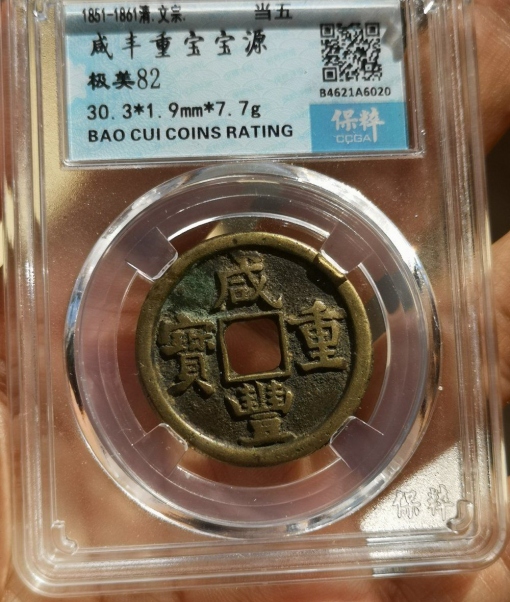 1851-1861清.文宗. 当五
咸丰重宝宝源
极美82
30.3*1.9mm*7.7g
BAO CUI COINS RATING
B4621A6020
保粹
CCGA
咸
寶 重
豐
保粹